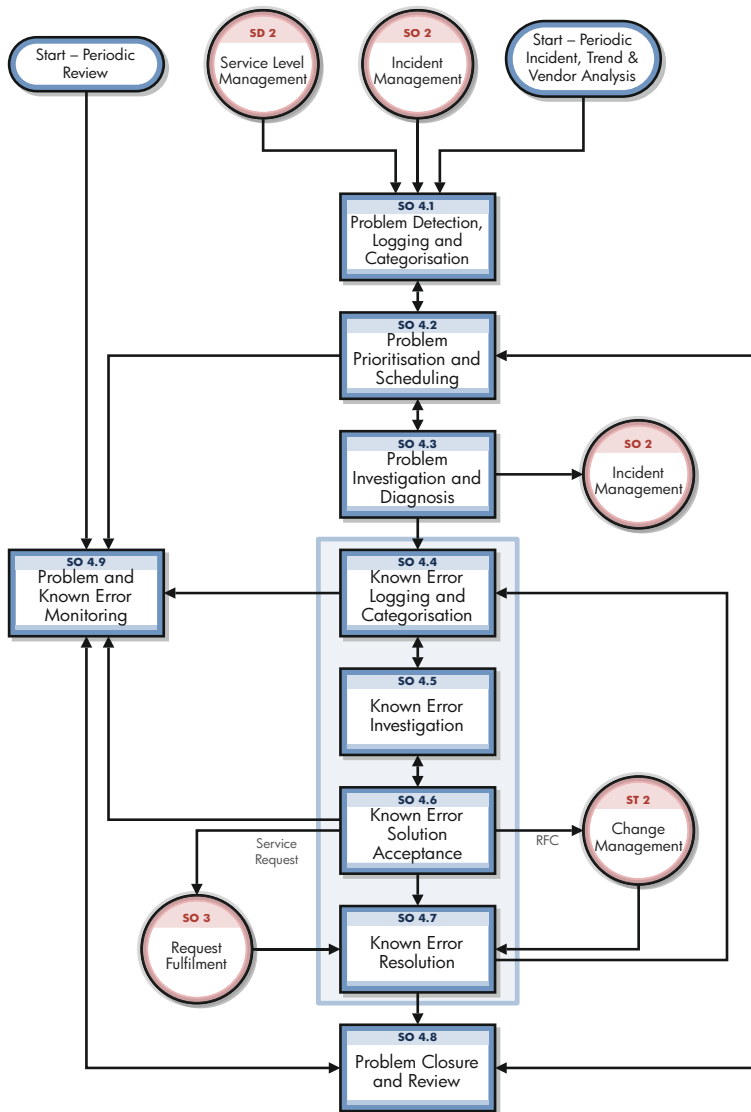 Start – Periodic
Review
SD 2
Service Level
Management
SO 2
Incident
Management
Start – Periodic
Incident, Trend &
Vendor Analysis
SO 4.1
Problem Detection,
Logging and
Categorisation
SO 4.2
Problem
Prioritisation and
Scheduling
SO 4.3
Problem
Investigation and
Diagnosis
SO 2
Incident
Management
SO 4.9
Problem and
Known Error
Monitoring
SO 4.4
Known Error
Logging and
Categorisation
SO 4.5
Known Error
Investigation
SO 4.6
Known Error
Solution
Acceptance
Service
Request
RFC
ST 2
Change
Management
SO 3
Request
Fulfilment
SO 4.7
Known Error
Resolution
SO 4.8
Problem Closure
and Review